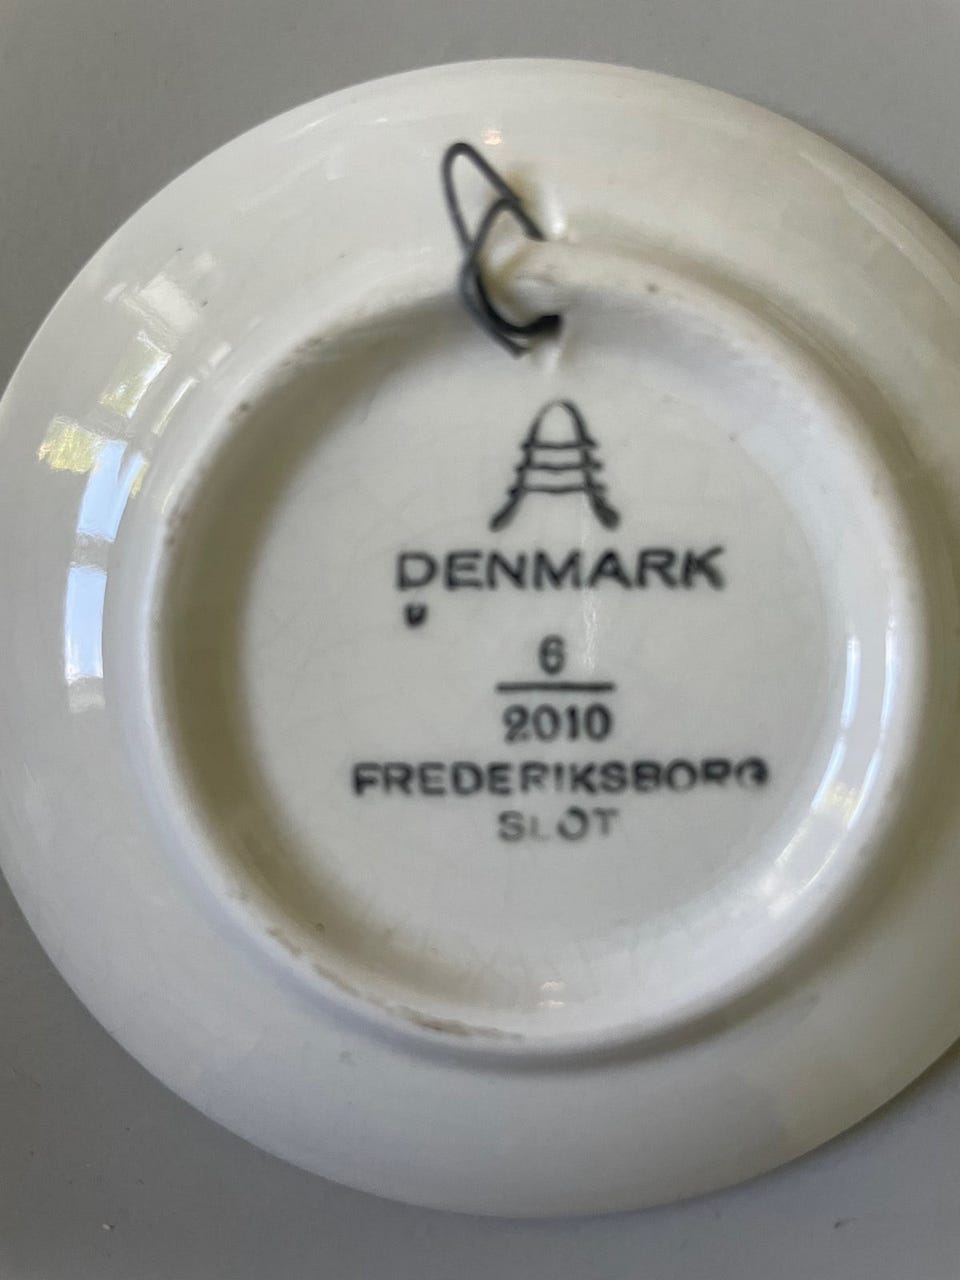 DENMARK
6
2010
FREDERIKSBORG
SLOT